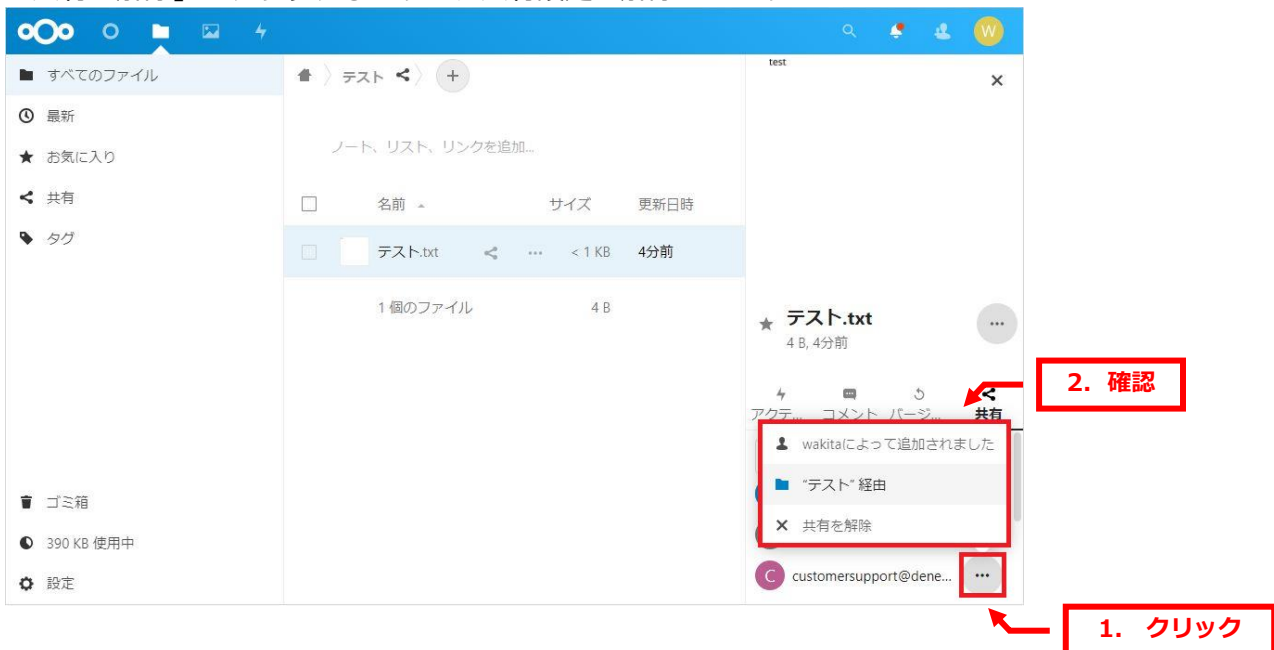 W
すべてのファイル
テスト
test
最新
ノート、リスト、リンクを追加...
お気に入り
共有
名前 サイズ 更新日時
タグ
テスト.txt ... < 1 KB 4分前
1 個のファイル 4 B
テスト.txt
4 B, 4分前
2. 確認
アクテ... コメント バージ... 共有
wakitaによって追加されました
"テスト" 経由
共有を解除
ゴミ箱
390 KB 使用中
設定
C customersupport@dene...
1. クリック